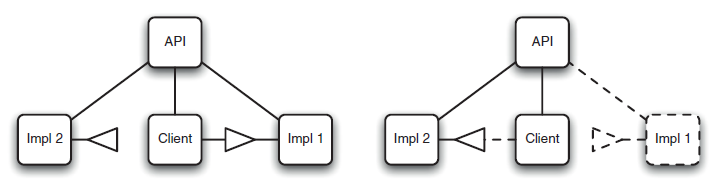 API
API
Impl 2
Client
Impl 1
Impl 2
Client
Impl 1